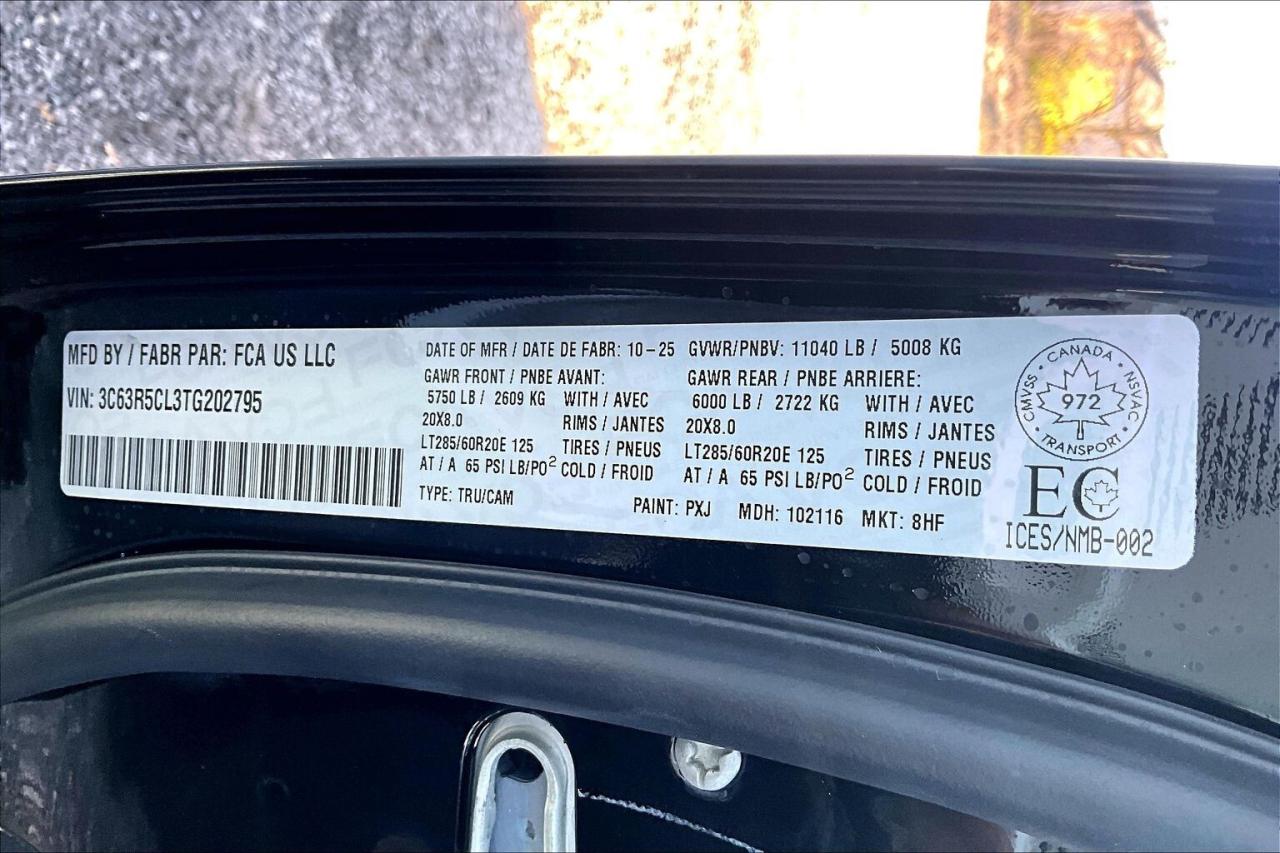 MFD BY / FABR PAR: FCA US LLC
VIN: 3C63R5CL3TG202795
DATE OF MFR / DATE DE FABR: 10-25 GVWR/PNBV: 11040 LB / 5008 KG
GAWR FRONT / PNBE AVANT: GAWR REAR / PNBE ARRIERE:
5750 LB / 2609 KG WITH / AVEC 6000 LB / 2722 KG WITH / AVEC
20X8.0 RIMS / JANTES 20X8.0 RIMS / JANTES
LT285/60R20E 125 TIRES / PNEUS LT285/60R20E 125 TIRES / PNEUS
AT / A 65 PSI LB/PO² COLD / FROID AT / A 65 PSI LB/PO² COLD / FROID
TYPE: TRU/CAM PAINT: PXJ MDH: 102116 MKT: 8HF
CMVSS · CANADA · NSVAC · TRANSPORT ·
972
EC
ICES/NMB-002